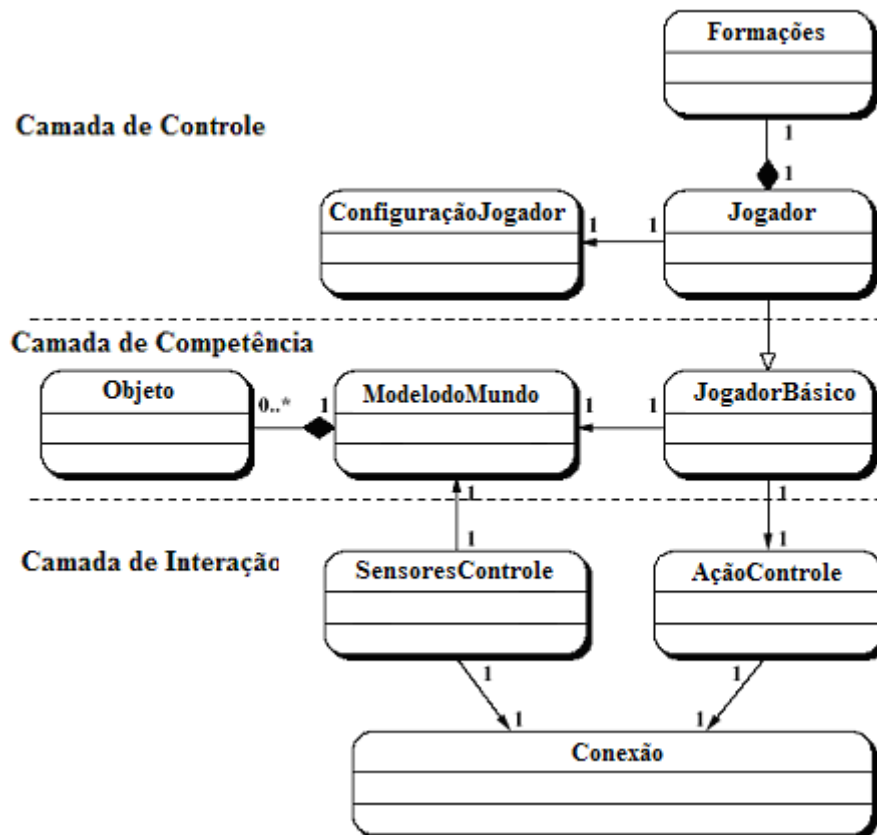 Formações
1
Camada de Controle
1
ConfiguraçãoJogador
1
1
Jogador
Camada de Competência
Objeto
0..*
1
ModelodoMundo
1
1
JogadorBásico
1
1
Camada de Interação
1
1
SensoresControle
AçãoControle
1
1
1
1
Conexão